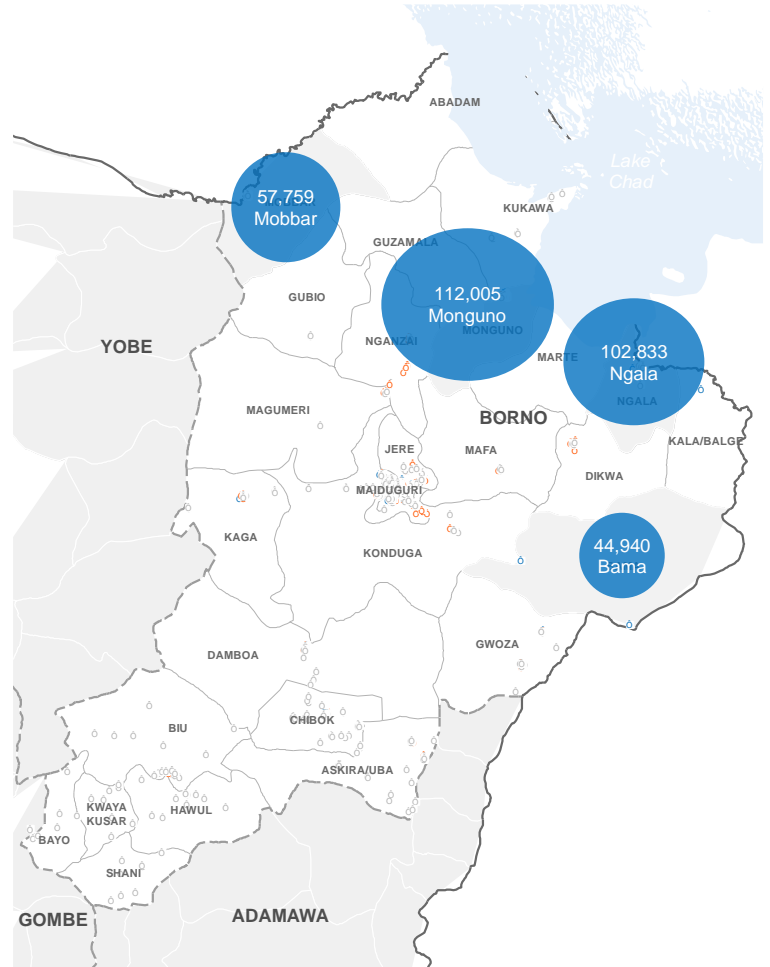 ABADAM
Lake
Chad
57,759
Mobbar
KUKAWA
GUZAMALA
GUBIO
112,005
Monguno
MONGUNO
NGANZAI
YOBE
MARTE
102,833
Ngala
NGALA
MAGUMERI
BORNO
KALA/BALGE
JERE
MAFA
DIKWA
MAIDUGURI
KAGA
KONDUGA
44,940
Bama
DAMBOA
GWOZA
BIU
CHIBOK
ASKIRA/UBA
KWAYA
KUSAR
HAWUL
BAYO
SHANI
GOMBE
ADAMAWA